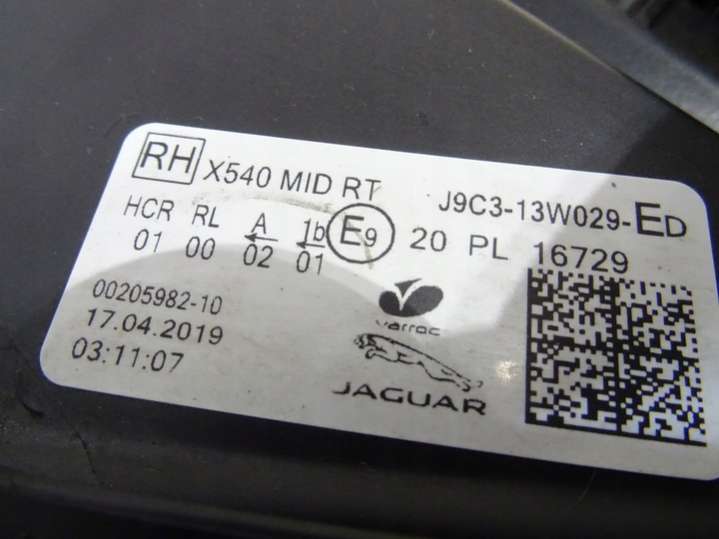 RH X540 MID RT J9C3-13W029-ED
HCR RL A 1b E9 20 PL 16729
01 00 02 01
00205982-10
17.04.2019
03:11:07
varroc
JAGUAR